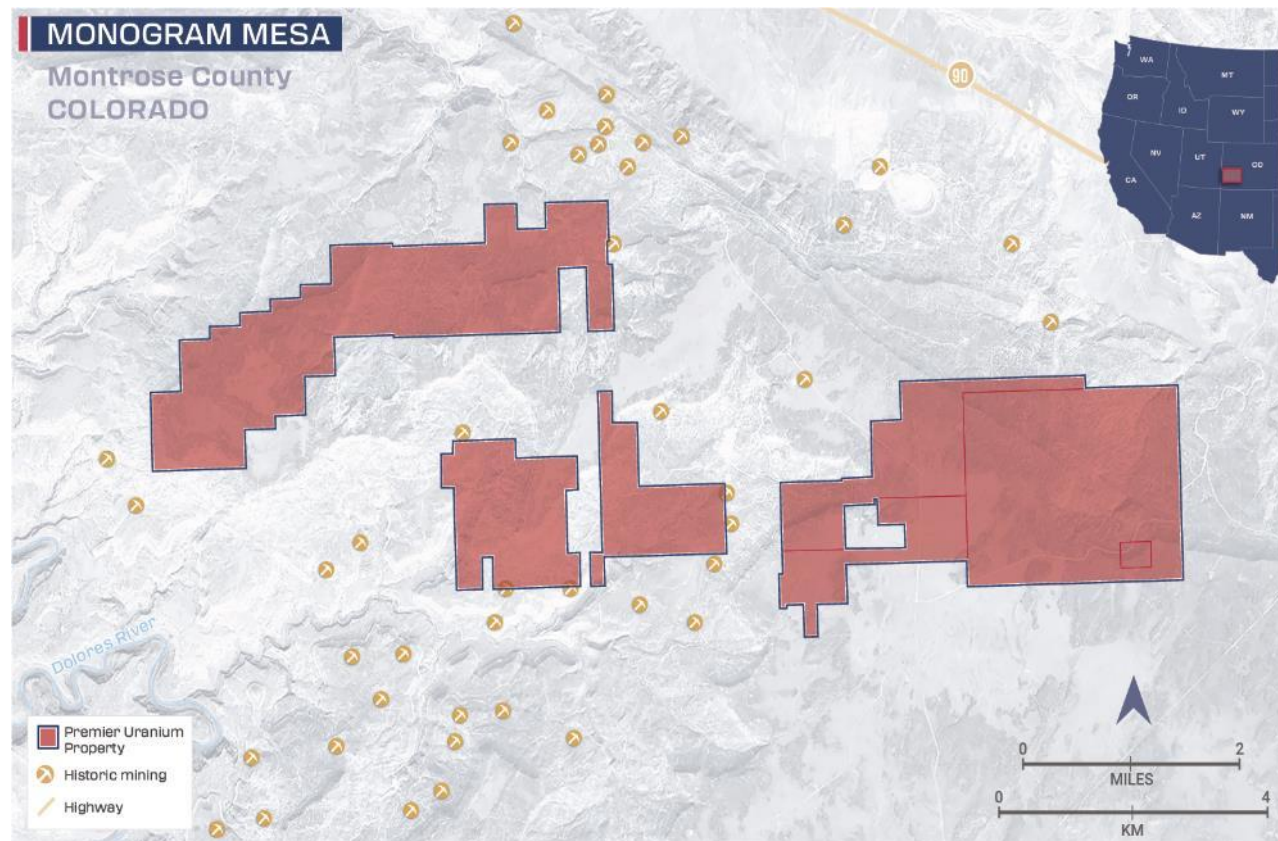 MONOGRAM MESA
Montrose County
COLORADO
90
WA
OR
ID
MT
WY
NV
UT
CO
CA
AZ
NM
Dolores River
Premier Uranium
Property
Historic mining
Highway
0 2
MILES
0 4
KM